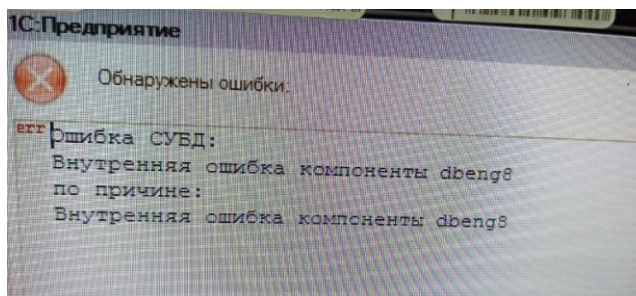 1С:Предприятие
Обнаружены ошибки:
err Ошибка СУБД:
Внутренняя ошибка компоненты dbeng8
по причине:
Внутренняя ошибка компоненты dbeng8